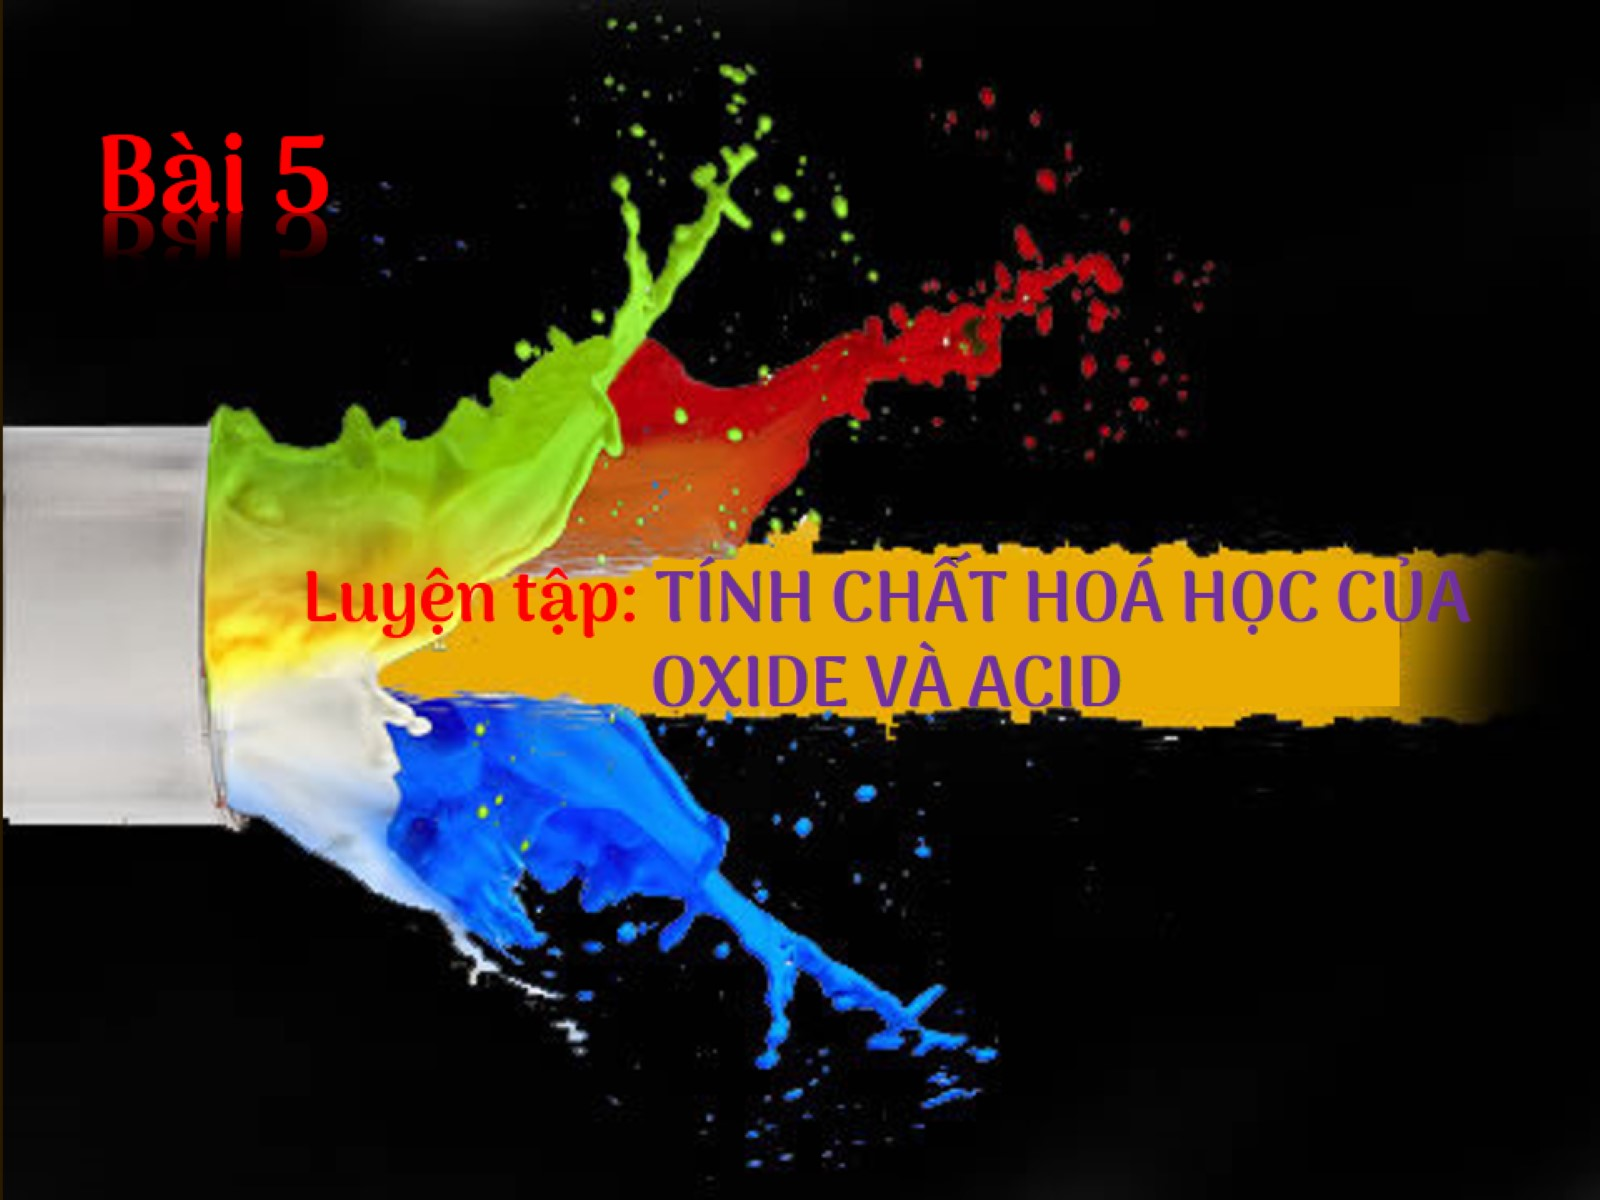 Bài 5
Luyện tập: TÍNH CHẤT HOÁ HỌC CỦA
OXIDE VÀ ACID